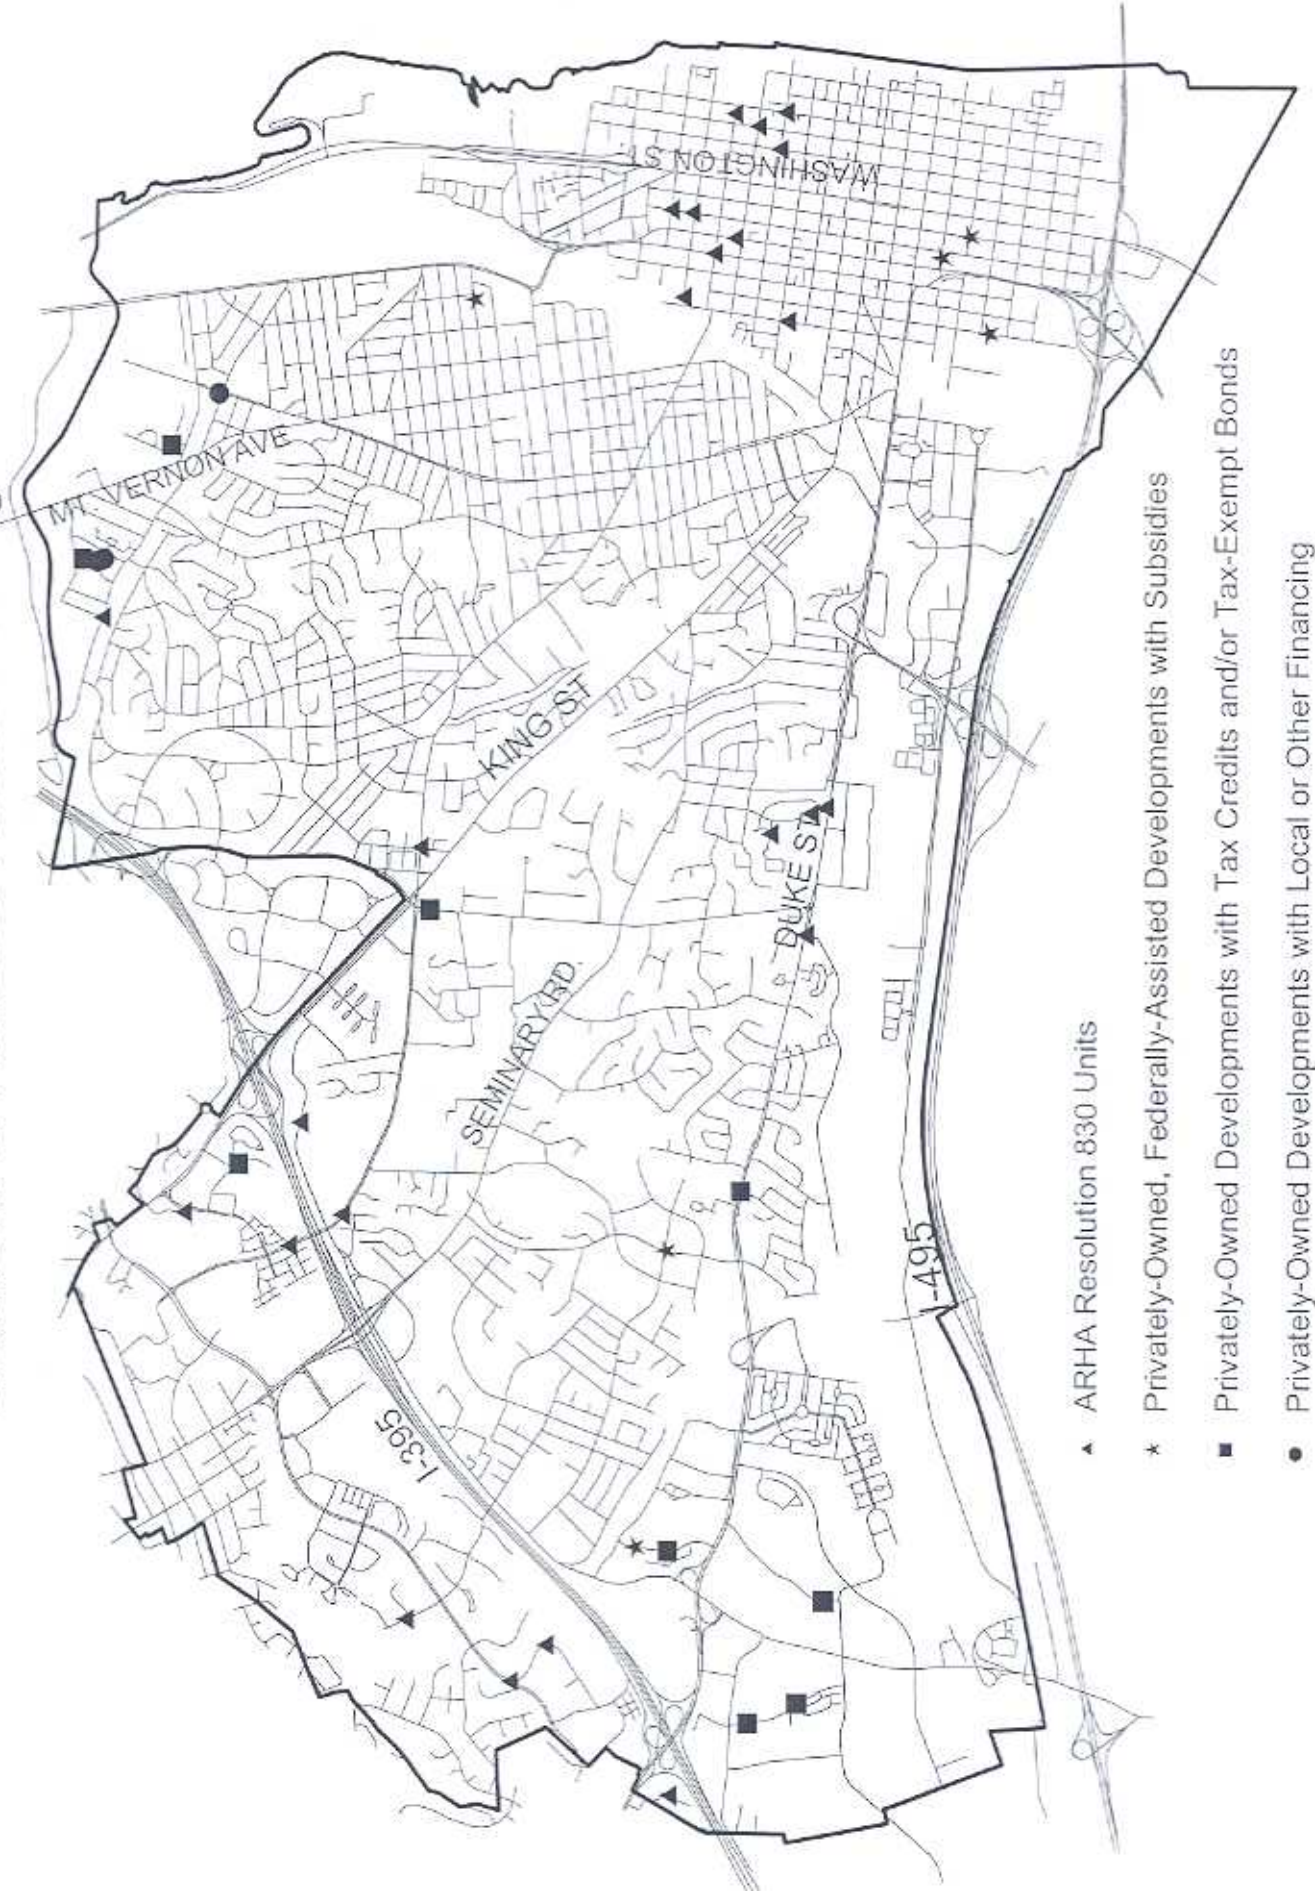 MT. VERNON AVE
WASHINGTON ST
KING ST
DUKE ST
SEMINARY RD
I-395
I-495
▲ ARHA Resolution 830 Units
★ Privately-Owned, Federally-Assisted Developments with Subsidies
■ Privately-Owned Developments with Tax Credits and/or Tax-Exempt Bonds
● Privately-Owned Developments with Local or Other Financing